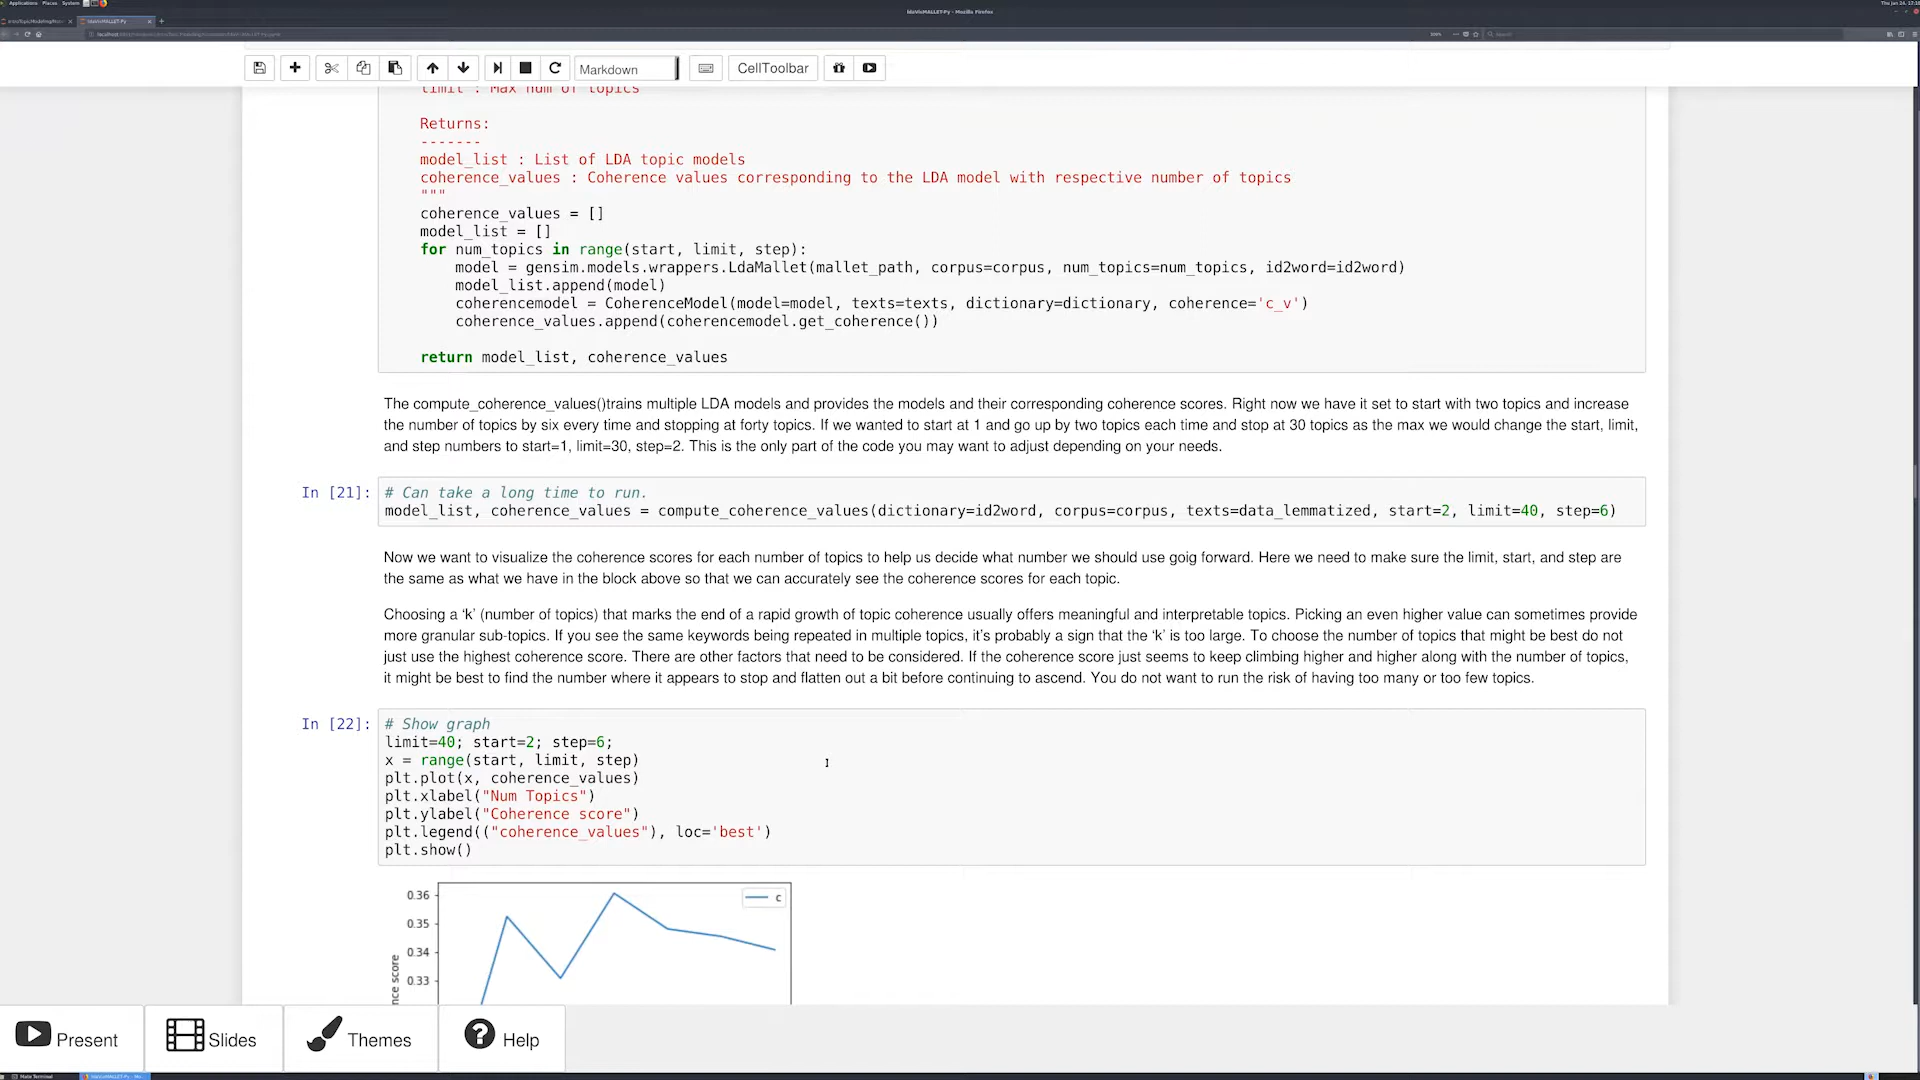 Applications Places System
ldaVisMALLET-Py - Mozilla Firefox
Markdown
CellToolbar
limit : Max num of topics
Returns:
-------
model_list : List of LDA topic models
coherence_values : Coherence values corresponding to the LDA model with respective number of topics
"""
coherence_values = []
model_list = []
for num_topics in range(start, limit, step):
model = gensim.models.wrappers.LdaMallet(mallet_path, corpus=corpus, num_topics=num_topics, id2word=id2word)
model_list.append(model)
coherencemodel = CoherenceModel(model=model, texts=texts, dictionary=dictionary, coherence='c_v')
coherence_values.append(coherencemodel.get_coherence())
return model_list, coherence_values
The compute_coherence_values()trains multiple LDA models and provides the models and their corresponding coherence scores. Right now we have it set to start with two topics and increase
the number of topics by six every time and stopping at forty topics. If we wanted to start at 1 and go up by two topics each time and stop at 30 topics as the max we would change the start, limit,
and step numbers to start=1, limit=30, step=2. This is the only part of the code you may want to adjust depending on your needs.
In [21]: # Can take a long time to run.
model_list, coherence_values = compute_coherence_values(dictionary=id2word, corpus=corpus, texts=data_lemmatized, start=2, limit=40, step=6)
Now we want to visualize the coherence scores for each number of topics to help us decide what number we should use goig forward. Here we need to make sure the limit, start, and step are
the same as what we have in the block above so that we can accurately see the coherence scores for each topic.
Choosing a ‘k’ (number of topics) that marks the end of a rapid growth of topic coherence usually offers meaningful and interpretable topics. Picking an even higher value can sometimes provide
more granular sub-topics. If you see the same keywords being repeated in multiple topics, it’s probably a sign that the ‘k’ is too large. To choose the number of topics that might be best do not
just use the highest coherence score. There are other factors that need to be considered. If the coherence score just seems to keep climbing higher and higher along with the number of topics,
it might be best to find the number where it appears to stop and flatten out a bit before continuing to ascend. You do not want to run the risk of having too many or too few topics.
In [22]: # Show graph
limit=40; start=2; step=6;
x = range(start, limit, step)
plt.plot(x, coherence_values)
plt.xlabel("Num Topics")
plt.ylabel("Coherence score")
plt.legend(("coherence_values"), loc='best')
plt.show()
0.36
c
0.35
0.34
0.33
nce score
Present
Slides
Themes
Help